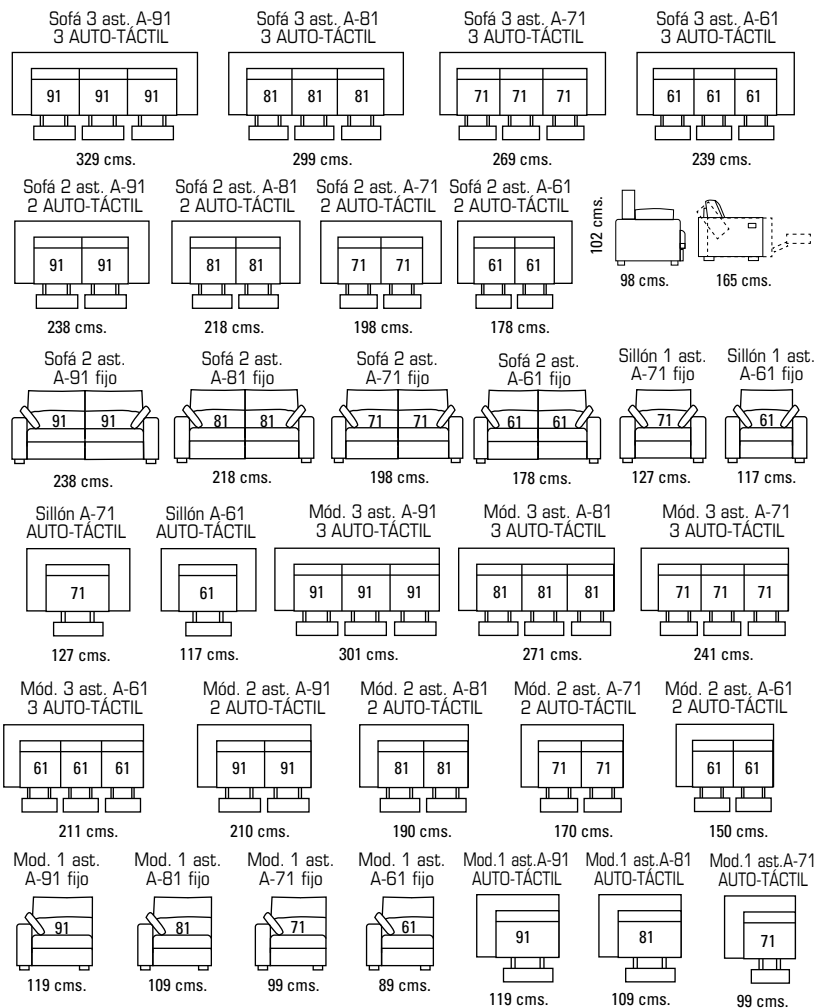 Sofá 3 ast. A-91
3 AUTO-TÁCTIL
91 91 91
329 cms.
Sofá 3 ast. A-81
3 AUTO-TÁCTIL
81 81 81
299 cms.
Sofá 3 ast. A-71
3 AUTO-TÁCTIL
71 71 71
269 cms.
Sofá 3 ast. A-61
3 AUTO-TÁCTIL
61 61 61
239 cms.
Sofá 2 ast. A-91
2 AUTO-TÁCTIL
91 91
238 cms.
Sofá 2 ast. A-81
2 AUTO-TÁCTIL
81 81
218 cms.
Sofá 2 ast. A-71
2 AUTO-TÁCTIL
71 71
198 cms.
Sofá 2 ast. A-61
2 AUTO-TÁCTIL
61 61
178 cms.
102 cms.
98 cms.
165 cms.
Sofá 2 ast.
A-91 fijo
91 91
238 cms.
Sofá 2 ast.
A-81 fijo
81 81
218 cms.
Sofá 2 ast.
A-71 fijo
71 71
198 cms.
Sofá 2 ast.
A-61 fijo
61 61
178 cms.
Sillón 1 ast.
A-71 fijo
71
127 cms.
Sillón 1 ast.
A-61 fijo
61
117 cms.
Sillón A-71
AUTO-TÁCTIL
71
127 cms.
Sillón A-61
AUTO-TÁCTIL
61
117 cms.
Mód. 3 ast. A-91
3 AUTO-TÁCTIL
91 91 91
301 cms.
Mód. 3 ast. A-81
3 AUTO-TÁCTIL
81 81 81
271 cms.
Mód. 3 ast. A-71
3 AUTO-TÁCTIL
71 71 71
241 cms.
Mód. 3 ast. A-61
3 AUTO-TÁCTIL
61 61 61
211 cms.
Mód. 2 ast. A-91
2 AUTO-TÁCTIL
91 91
210 cms.
Mód. 2 ast. A-81
2 AUTO-TÁCTIL
81 81
190 cms.
Mód. 2 ast. A-71
2 AUTO-TÁCTIL
71 71
170 cms.
Mód. 2 ast. A-61
2 AUTO-TÁCTIL
61 61
150 cms.
Mod. 1 ast.
A-91 fijo
91
119 cms.
Mod. 1 ast.
A-81 fijo
81
109 cms.
Mod. 1 ast.
A-71 fijo
71
99 cms.
Mod. 1 ast.
A-61 fijo
61
89 cms.
Mod.1 ast.A-91
AUTO-TÁCTIL
91
119 cms.
Mod.1 ast.A-81
AUTO-TÁCTIL
81
109 cms.
Mod.1 ast.A-71
AUTO-TÁCTIL
71
99 cms.